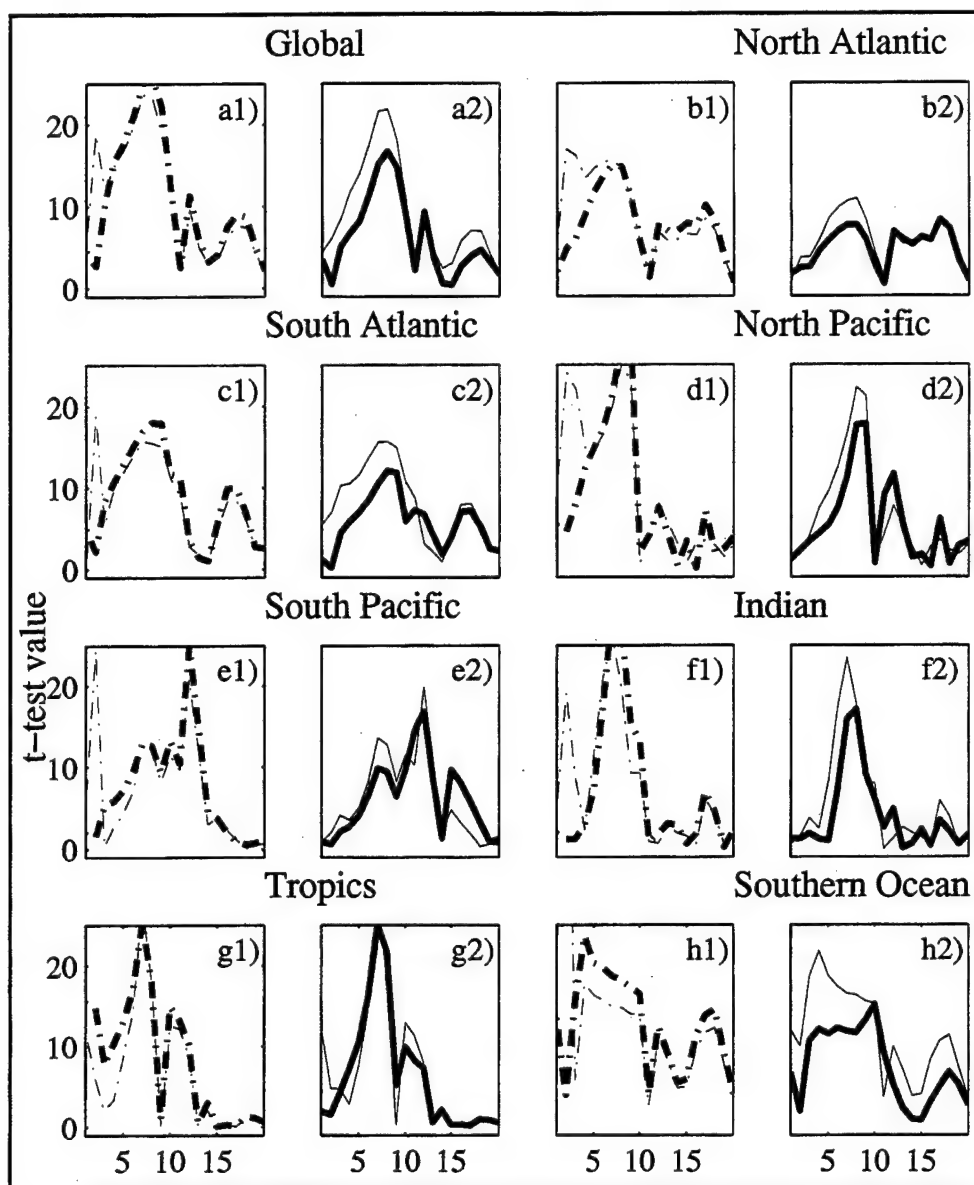 Global North Atlantic
a1) a2) b1) b2)
20
10
0
South Atlantic North Pacific
c1) c2) d1) d2)
20
10
0
South Pacific Indian
e1) e2) f1) f2)
20
10
0
t-test value
Tropics Southern Ocean
g1) g2) h1) h2)
20
10
0
5 10 15 5 10 15 5 10 15 5 10 15